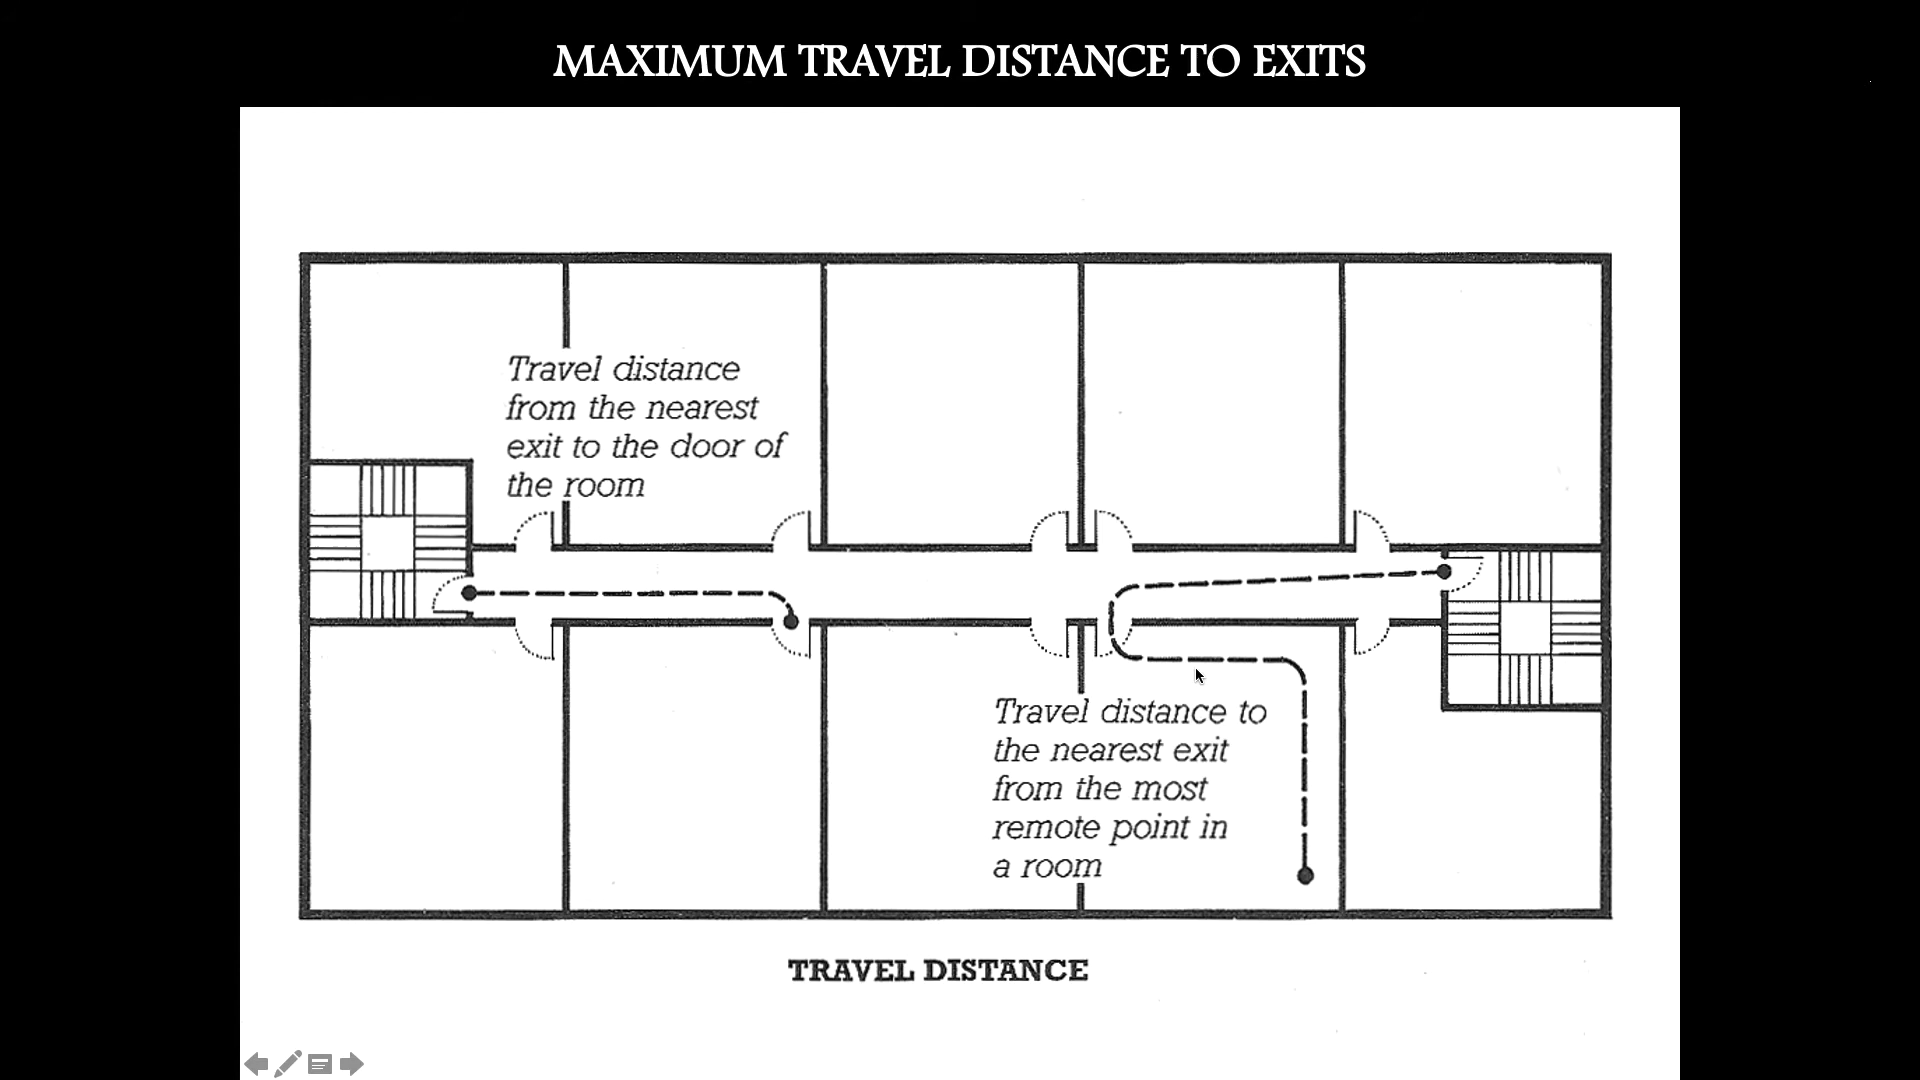 MAXIMUM TRAVEL DISTANCE TO EXITS
Travel distance
from the nearest
exit to the door of
the room
Travel distance to
the nearest exit
from the most
remote point in
a room
TRAVEL DISTANCE